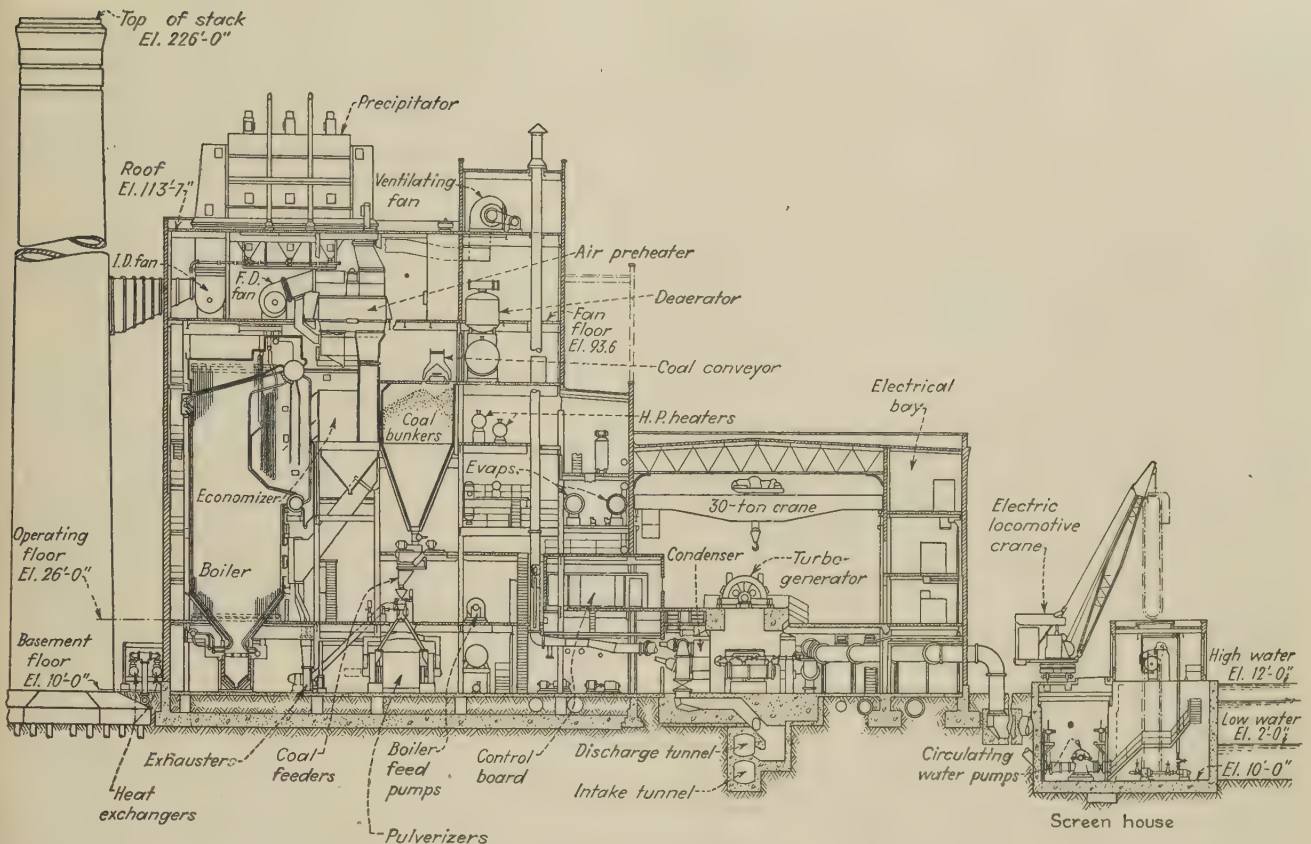 Top of stack
El. 226'-0"
Precipitator
Roof
El. 113'-7"
Ventilating
fan
I.D. fan
F.D.
fan
Air preheater
Deaerator
Fan
floor
El. 93.6
Coal conveyor
Coal
bunkers
H.P. heaters
Electrical
bay
Economizer
Evaps.
30-ton crane
Electric
locomotive
crane
Operating
floor
El. 26'-0"
Boiler
Condenser
Turbo-
generator
Basement
floor
El. 10'-0"
High water
El. 12'-0"
Low water
El. 2'-0"
Exhausters
Coal
feeders
Boiler-
feed
pumps
Control
board
Discharge tunnel
Intake tunnel
Circulating
water pumps
El. 10'-0"
Heat
exchangers
Pulverizers
Screen house